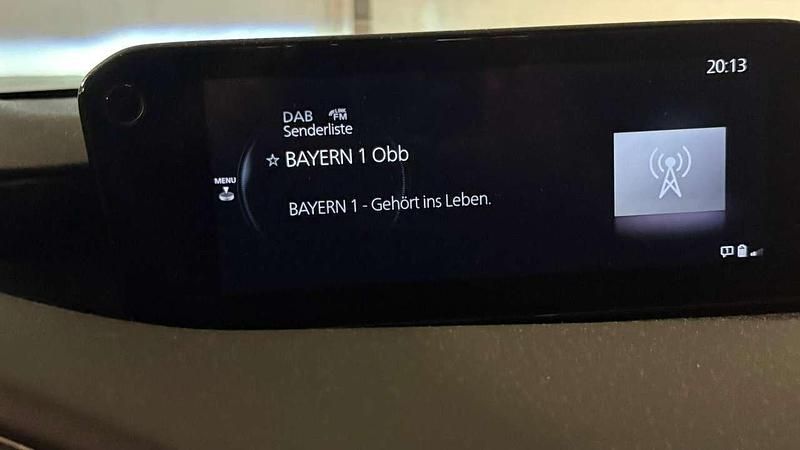 20:13
DAB LINK FM
Senderliste
☆ BAYERN 1 Obb
MENU
BAYERN 1 - Gehört ins Leben.